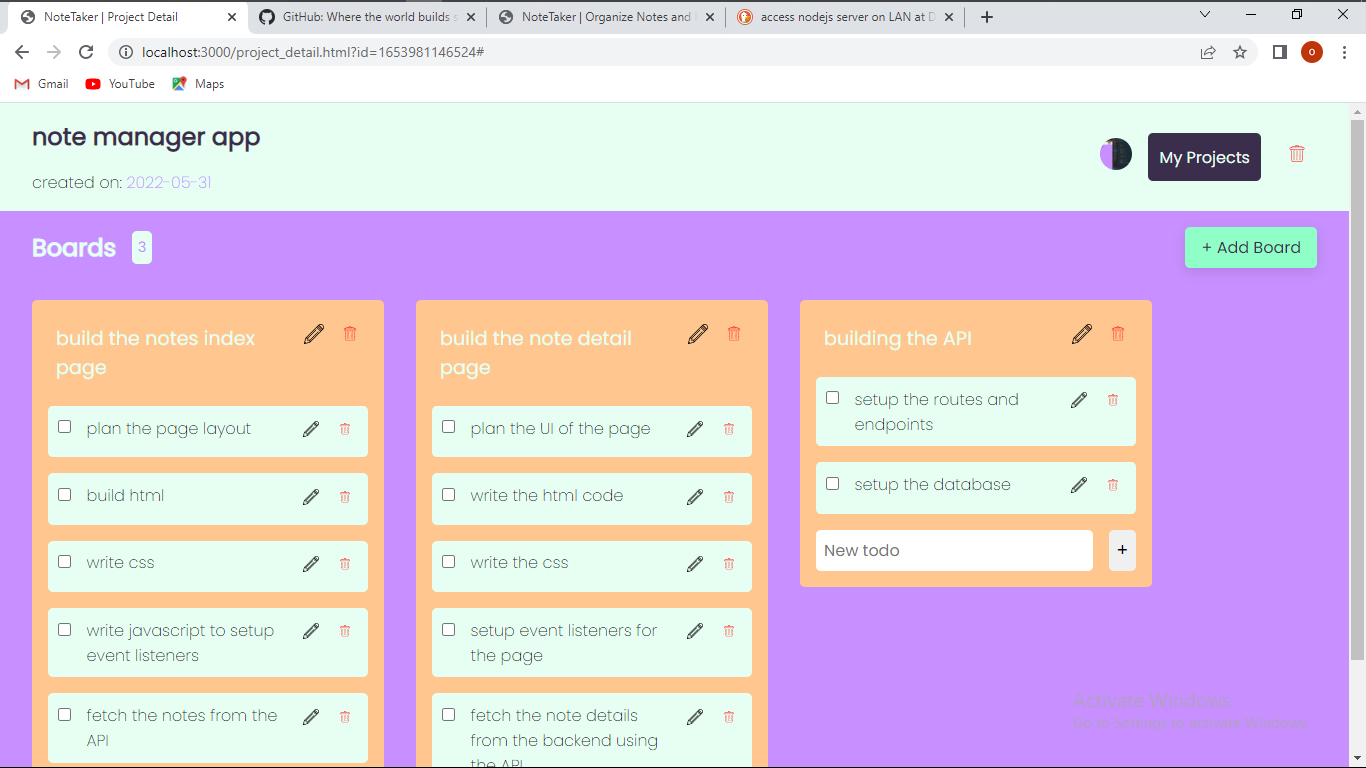 NoteTaker | Project Detail
GitHub: Where the world builds s
NoteTaker | Organize Notes and
access nodejs server on LAN at D
localhost:3000/project_detail.html?id=1653981146524#
o
Gmail
YouTube
Maps
note manager app
created on: 2022-05-31
My Projects
Boards 3
+ Add Board
build the notes index
page
plan the page layout
build html
write css
write javascript to setup
event listeners
fetch the notes from the
API
build the note detail
page
plan the UI of the page
write the html code
write the css
setup event listeners for
the page
fetch the note details
from the backend using
the API
building the API
setup the routes and
endpoints
setup the database
New todo
+
Activate Windows
Go to Settings to activate Windows.